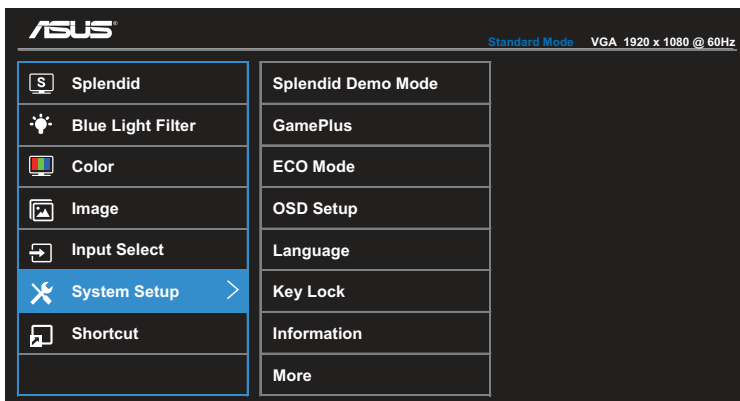 ASUS
Standard Mode VGA 1920 x 1080 @ 60Hz
S Splendid
Blue Light Filter
Color
Image
Input Select
System Setup
Shortcut
Splendid Demo Mode
GamePlus
ECO Mode
OSD Setup
Language
Key Lock
Information
More